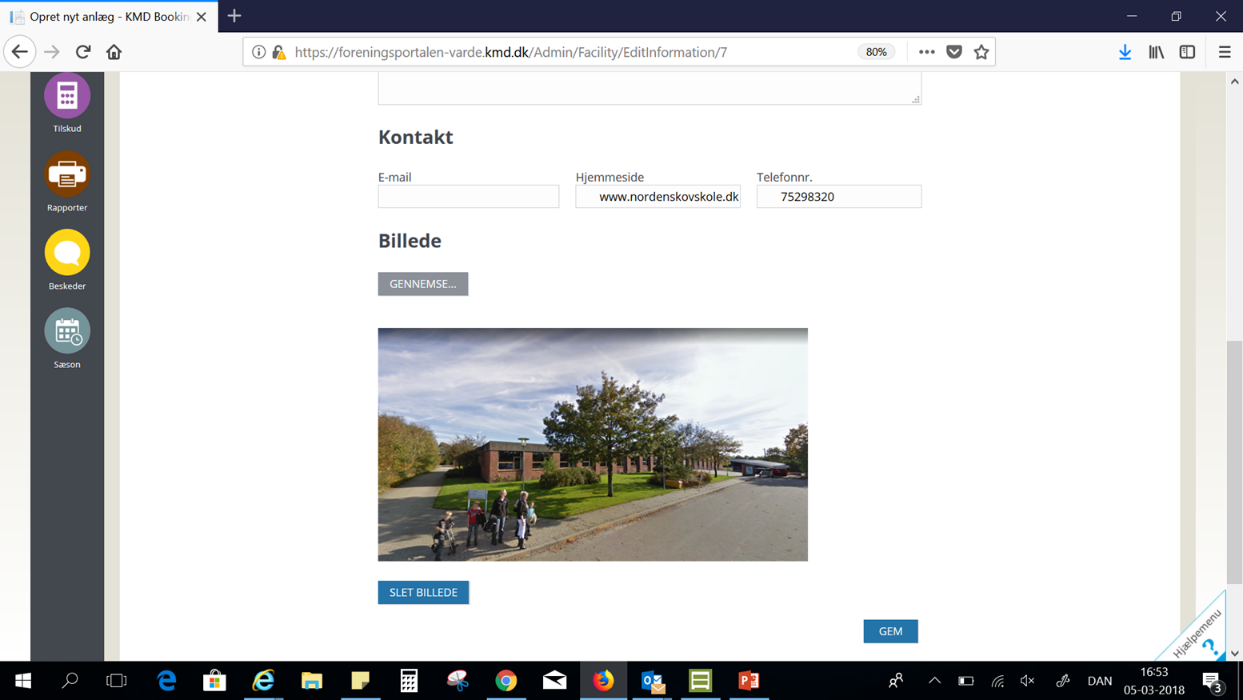 Opret nyt anlæg - KMD Bookin
https://foreningsportalen-varde.kmd.dk/Admin/Facility/EditInformation/7
80%
Tilskud
Rapporter
Beskeder
Sæson
Kontakt
E-mail
Hjemmeside
Telefonnr.
www.nordenskovskole.dk
75298320
Billede
GENNEMSE...
SLET BILLEDE
GEM
Hjælpemenu
?
DAN
16:53
05-03-2018
3